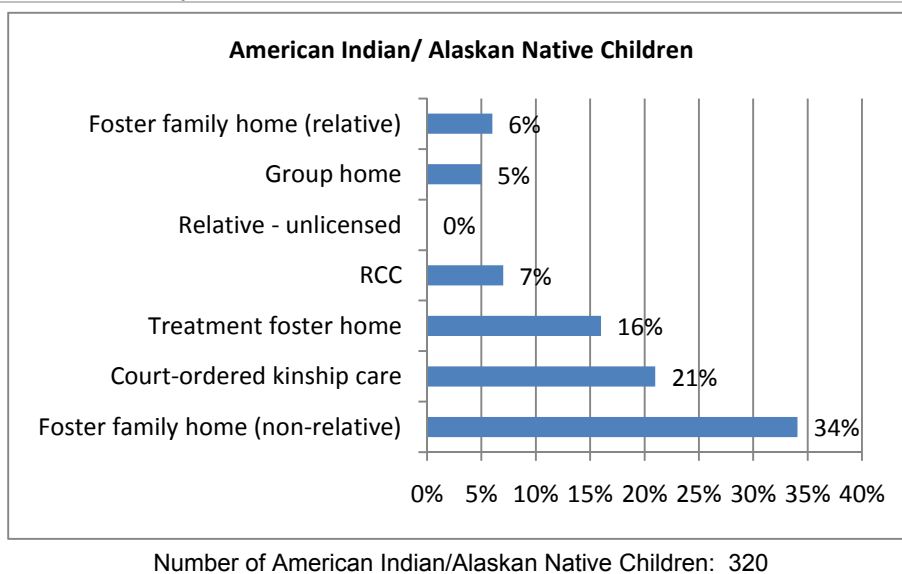 American Indian/ Alaskan Native Children
Foster family home (relative) 6%
Group home 5%
Relative - unlicensed 0%
RCC 7%
Treatment foster home 16%
Court-ordered kinship care 21%
Foster family home (non-relative) 34%
0% 5% 10% 15% 20% 25% 30% 35% 40%
Number of American Indian/Alaskan Native Children: 320